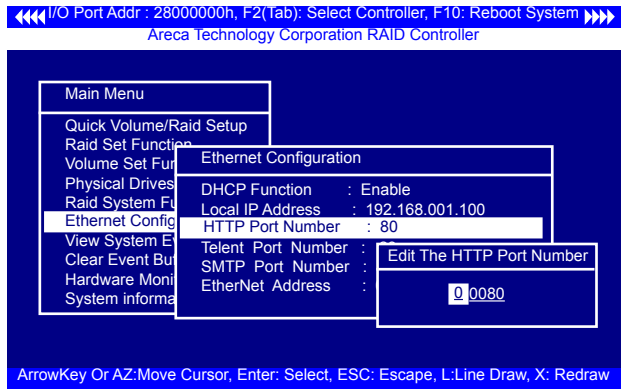 I/O Port Addr : 28000000h, F2(Tab): Select Controller, F10: Reboot System
Areca Technology Corporation RAID Controller
Main Menu
Quick Volume/Raid Setup
Raid Set Function
Volume Set Fur
Physical Drives
Raid System Fu
Ethernet Config
View System Ev
Clear Event Bu
Hardware Moni
System informa
Ethernet Configuration
DHCP Function : Enable
Local IP Address : 192.168.001.100
HTTP Port Number : 80
Telent Port Number :
SMTP Port Number :
EtherNet Address :
Edit The HTTP Port Number
0 0080
ArrowKey Or AZ:Move Cursor, Enter: Select, ESC: Escape, L:Line Draw, X: Redraw